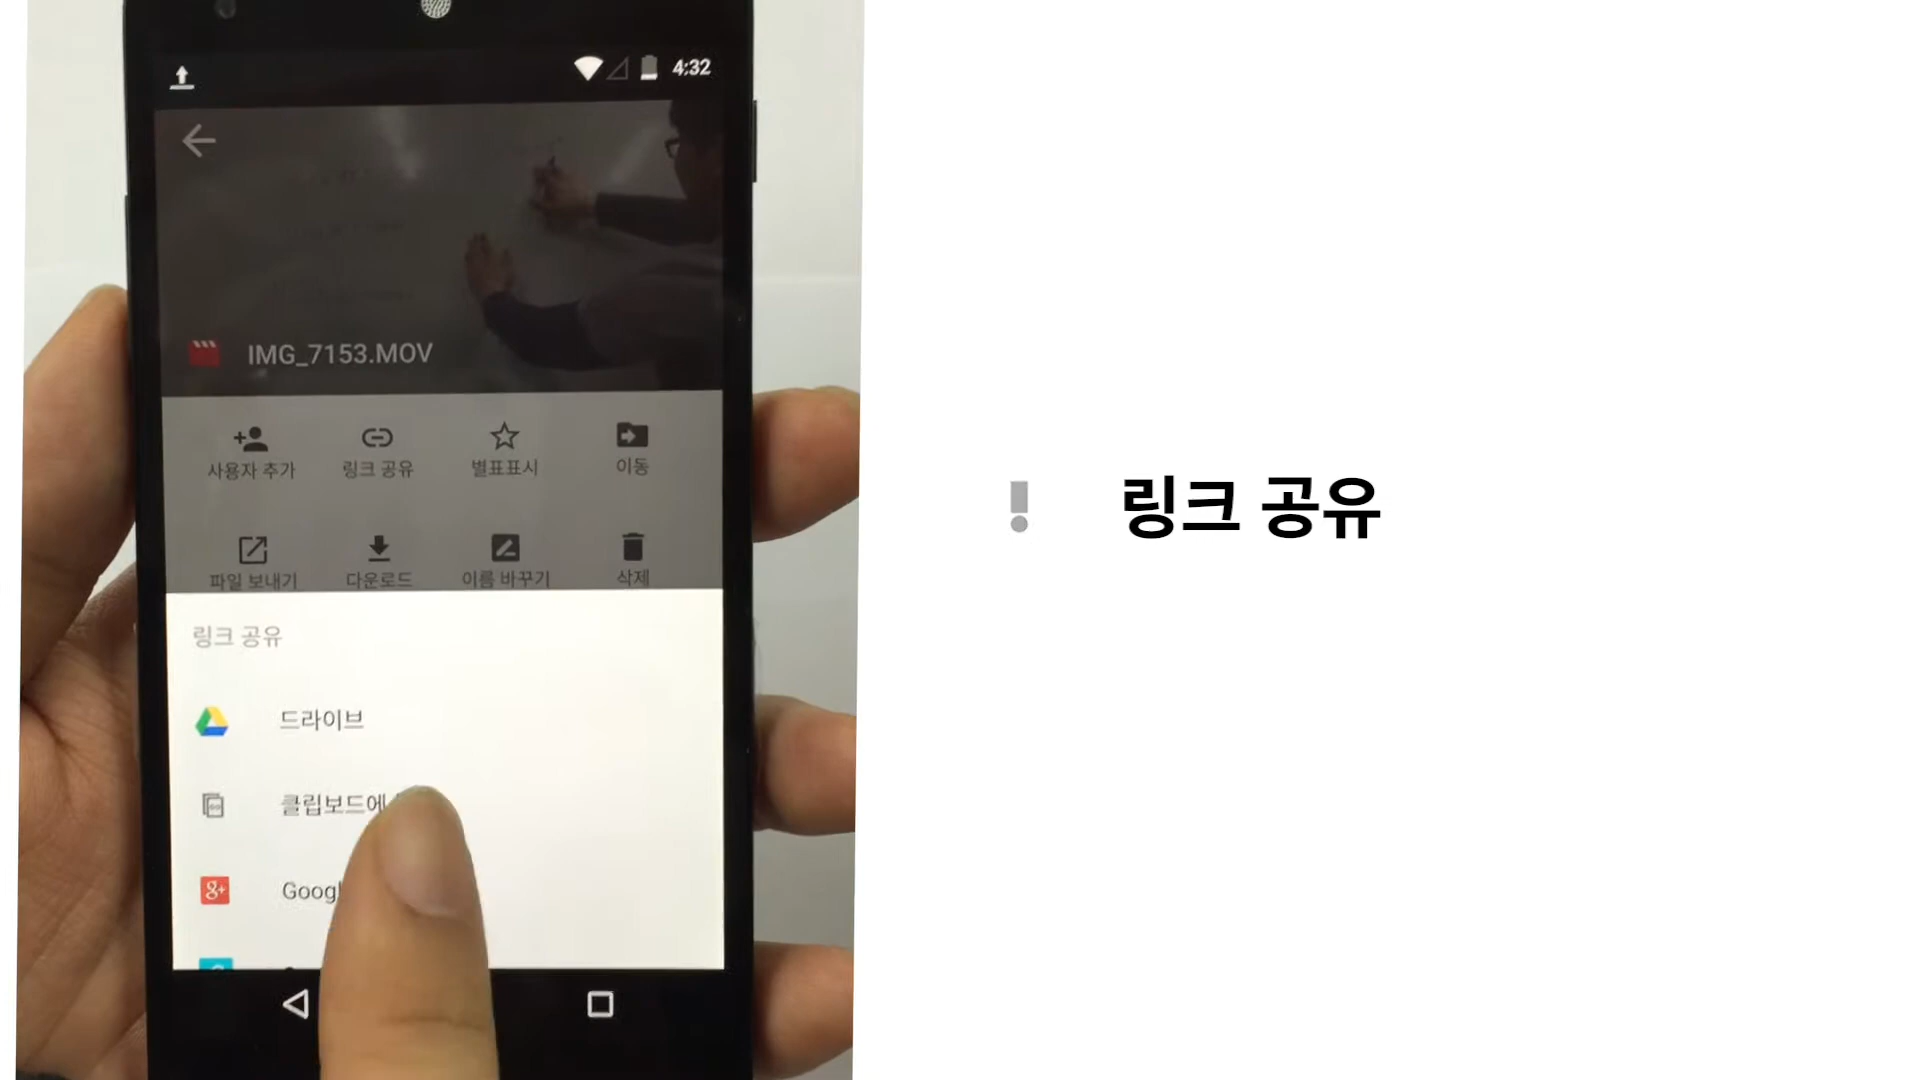 4:32
IMG_7153.MOV
사용자 추가
링크 공유
별표표시
이동
파일 보내기
다운로드
이름 바꾸기
삭제
링크 공유
드라이브
클립보드에
g+
! 링크 공유